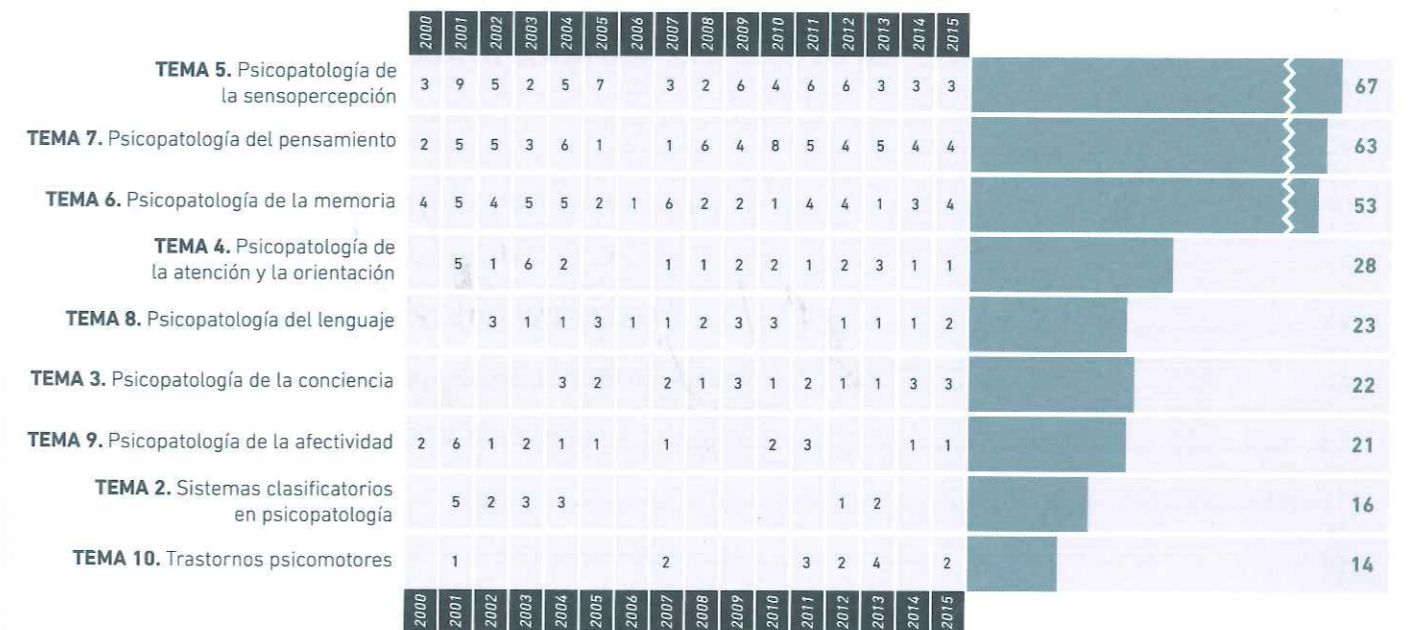 2000 2001 2002 2003 2004 2005 2006 2007 2008 2009 2010 2011 2012 2013 2014 2015
TEMA 5. Psicopatología de
la sensopercepción 3 9 5 2 5 7 3 2 6 4 6 6 3 3 3 67
TEMA 7. Psicopatología del pensamiento 2 5 5 3 6 1 1 6 4 8 5 4 5 4 4 63
TEMA 6. Psicopatología de la memoria 4 5 4 5 5 2 1 6 2 2 1 4 4 1 3 4 53
TEMA 4. Psicopatología de
la atención y la orientación 5 1 6 2 1 1 2 2 1 2 3 1 1 28
TEMA 8. Psicopatología del lenguaje 3 1 1 3 1 1 2 3 3 1 1 1 2 23
TEMA 3. Psicopatología de la conciencia 3 2 2 1 3 1 2 1 1 3 3 22
TEMA 9. Psicopatología de la afectividad 2 6 1 2 1 1 1 2 3 1 1 21
TEMA 2. Sistemas clasificatorios
en psicopatología 5 2 3 3 1 2 16
TEMA 10. Trastornos psicomotores 1 2 3 2 4 2 14
2000 2001 2002 2003 2004 2005 2006 2007 2008 2009 2010 2011 2012 2013 2014 2015